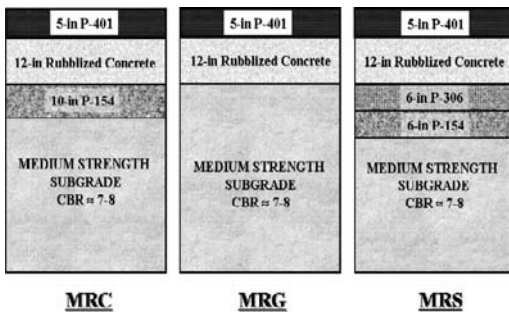 5-in P-401
12-in Rubblized Concrete
10-in P-154
MEDIUM STRENGTH
SUBGRADE
CBR ≈ 7-8
MRC
5-in P-401
12-in Rubblized Concrete
MEDIUM STRENGTH
SUBGRADE
CBR ≈ 7-8
MRG
5-in P-401
12-in Rubblized Concrete
6-in P-306
6-in P-154
MEDIUM STRENGTH
SUBGRADE
CBR ≈ 7-8
MRS